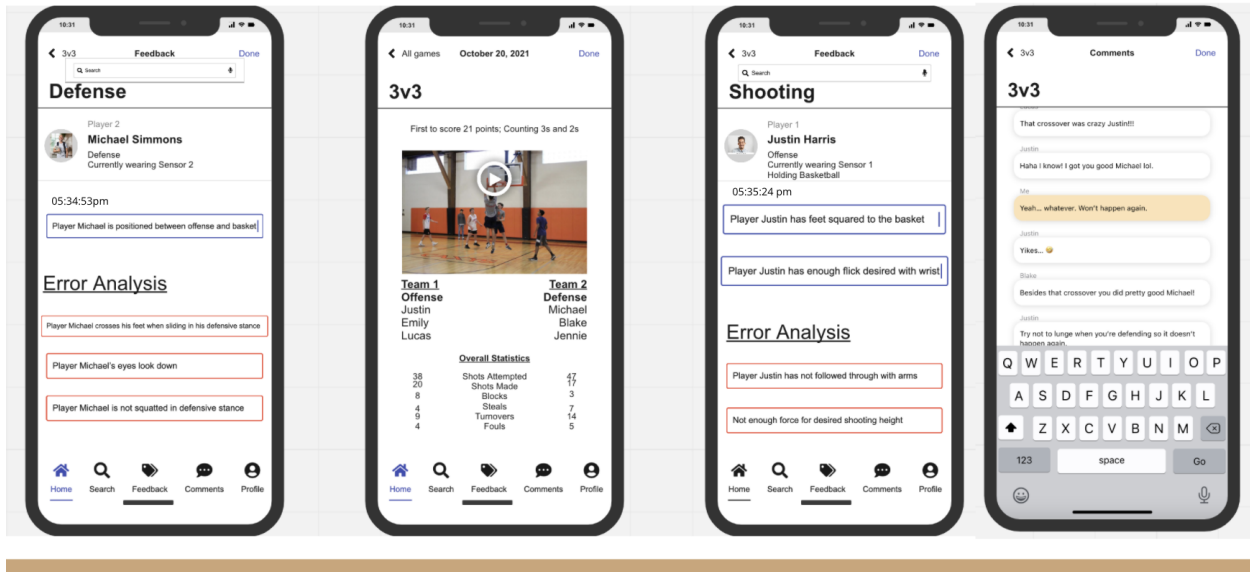 10:31
3v3
Feedback
Done
Search
Defense
Player 2
Michael Simmons
Defense
Currently wearing Sensor 2
05:34:53pm
Player Michael is positioned between offense and basket
Error Analysis
Player Michael crosses his feet when sliding in his defensive stance
Player Michael's eyes look down
Player Michael is not squatted in defensive stance
Home Search Feedback Comments Profile
10:31
All games
October 20, 2021
Done
3v3
First to score 21 points; Counting 3s and 2s
Team 1 Team 2
Offense Defense
Justin Michael
Emily Blake
Lucas Jennie
Overall Statistics
38 Shots Attempted 47
20 Shots Made 17
8 Blocks 3
4 Steals 7
9 Turnovers 14
4 Fouls 5
Home Search Feedback Comments Profile
10:31
3v3
Feedback
Done
Search
Shooting
Player 1
Justin Harris
Offense
Currently wearing Sensor 1
Holding Basketball
05:35:24 pm
Player Justin has feet squared to the basket
Player Justin has enough flick desired with wrist
Error Analysis
Player Justin has not followed through with arms
Not enough force for desired shooting height
Home Search Feedback Comments Profile
10:31
3v3
Comments
Done
3v3
That crossover was crazy Justin!!!
Justin
Haha I know! I got you good Michael lol.
Me
Yeah... whatever. Won't happen again.
Justin
Yikes... 😔
Blake
Besides that crossover you did pretty good Michael!
Justin
Try not to lunge when you're defending so it doesn't
happen again.
Q W E R T Y U I O P
A S D F G H J K L
Z X C V B N M
123 space Go